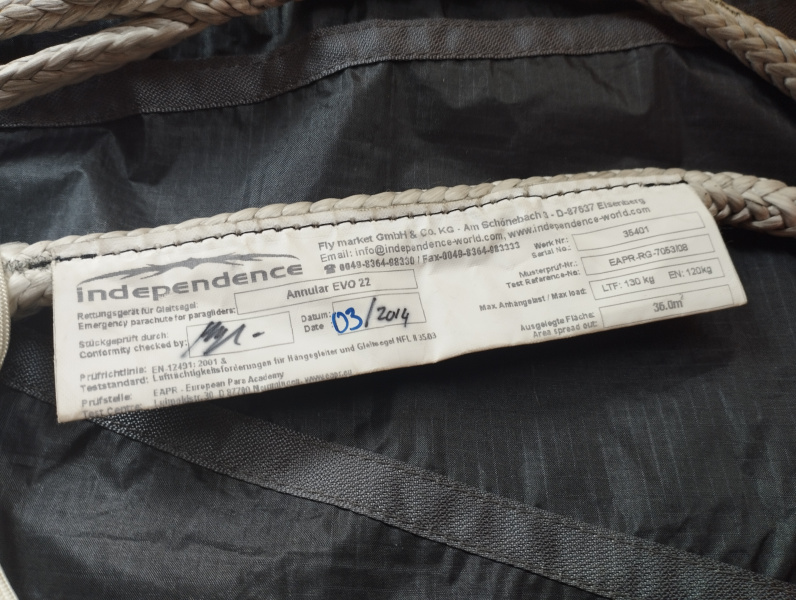 independence
Fly market GmbH & Co. KG - Am Schönebach 3 - D-87637 Eisenberg
Email: info@independence-world.com, www.independence-world.com
☎ 0049-8364-98330 / Fax-0049-8364-983333
Rettungsgerät für Gleitsegel:
Emergency parachute for paragliders:
Annular EVO 22
Stückgeprüft durch:
Conformity checked by:
Datum:
Date
03/2014
Prüfrichtlinie: EN 12491: 2001 &
Teststandard: Luftüchtigkeitsforderungen für Hängegleiter und Gleitsegel NFL II 35/03
Prüfstelle: EAPR - European Para Academy
Test Centre:
Werk Nr.:
Serial No.:
35401
Musterprüf-Nr.:
Test Reference-No:
EAPR-RG-7053/08
Max. Anhängelast / Max load:
LTF: 130 kg EN: 120kg
Ausgelegte Fläche:
Area spread out:
36.0m²